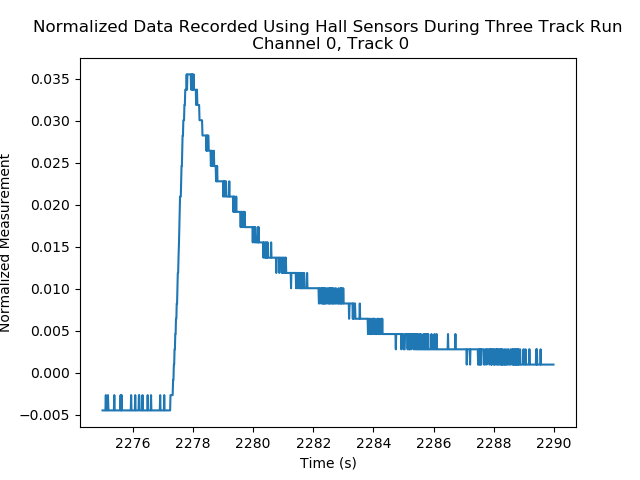 Normalized Data Recorded Using Hall Sensors During Three Track Run
Channel 0, Track 0
Normalized Measurement
0.035
0.030
0.025
0.020
0.015
0.010
0.005
0.000
−0.005
2276 2278 2280 2282 2284 2286 2288 2290
Time (s)